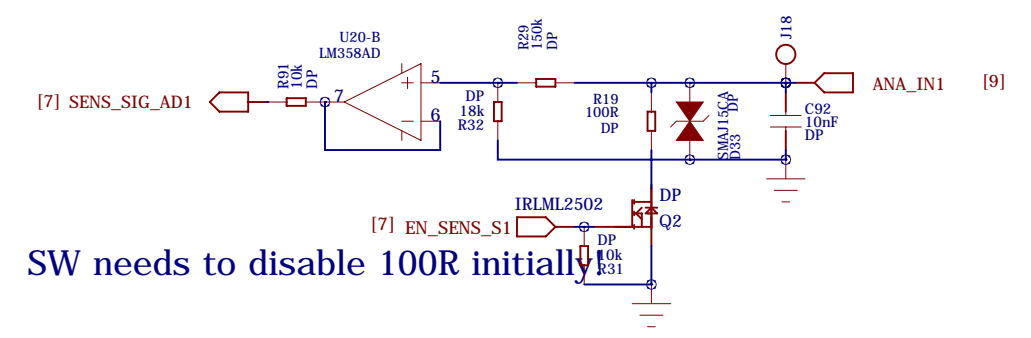 J18
U20-B
LM358AD
R29
150k
DP
R91
10k
DP
5
7
6
[7] SENS_SIG_AD1
DP
18k
R32
R19
100R
DP
SMAJ15CA
DP
D33
C92
10nF
DP
ANA_IN1 [9]
IRLML2502
DP
Q2
[7] EN_SENS_S1
DP
10k
R31
SW needs to disable 100R initially!